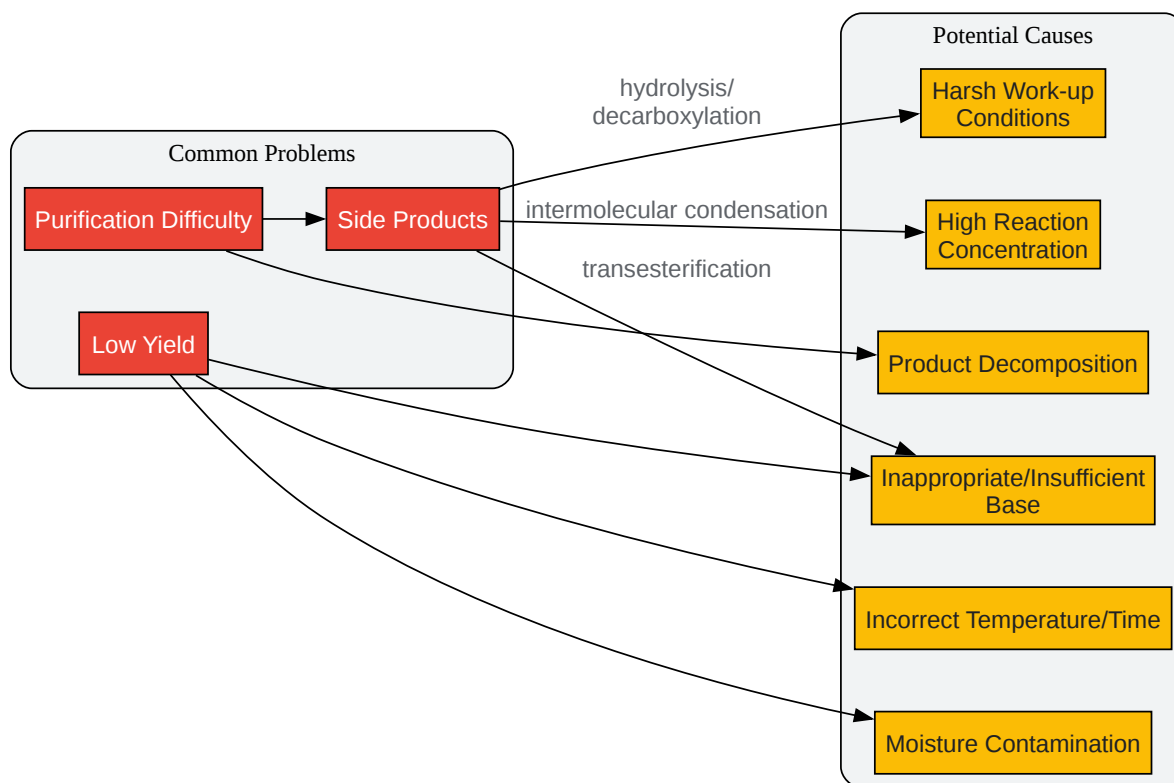 Potential Causes
hydrolysis/
decarboxylation
Harsh Work-up
Conditions
Common Problems
Purification Difficulty
Side Products
intermolecular condensation
High Reaction
Concentration
transesterification
Low Yield
Product Decomposition
Inappropriate/Insufficient
Base
Incorrect Temperature/Time
Moisture Contamination